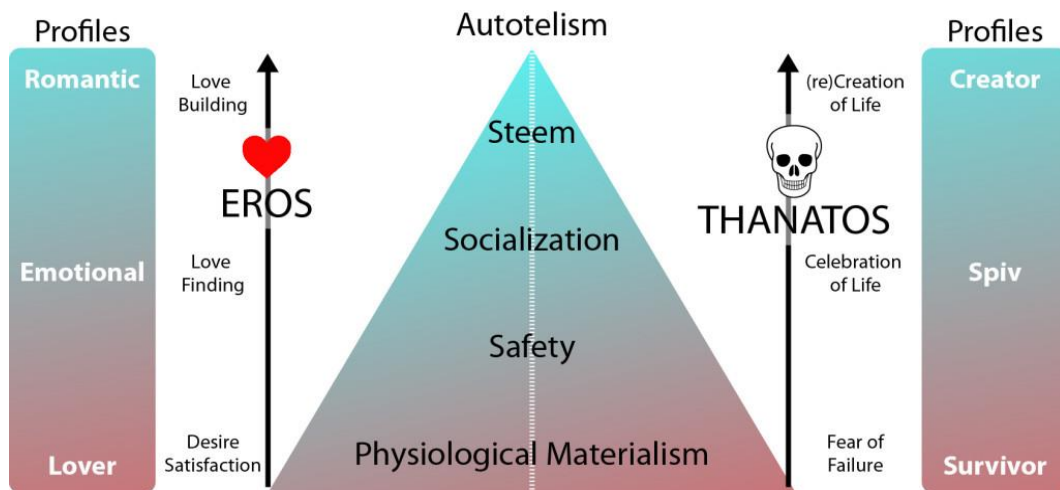 Profiles
Romantic
Emotional
Lover
Love
Building
EROS
Love
Finding
Desire
Satisfaction
Autotelism
Steem
Socialization
Safety
Physiological Materialism
(re)Creation
of Life
THANATOS
Celebration
of Life
Fear of
Failure
Profiles
Creator
Spiv
Survivor